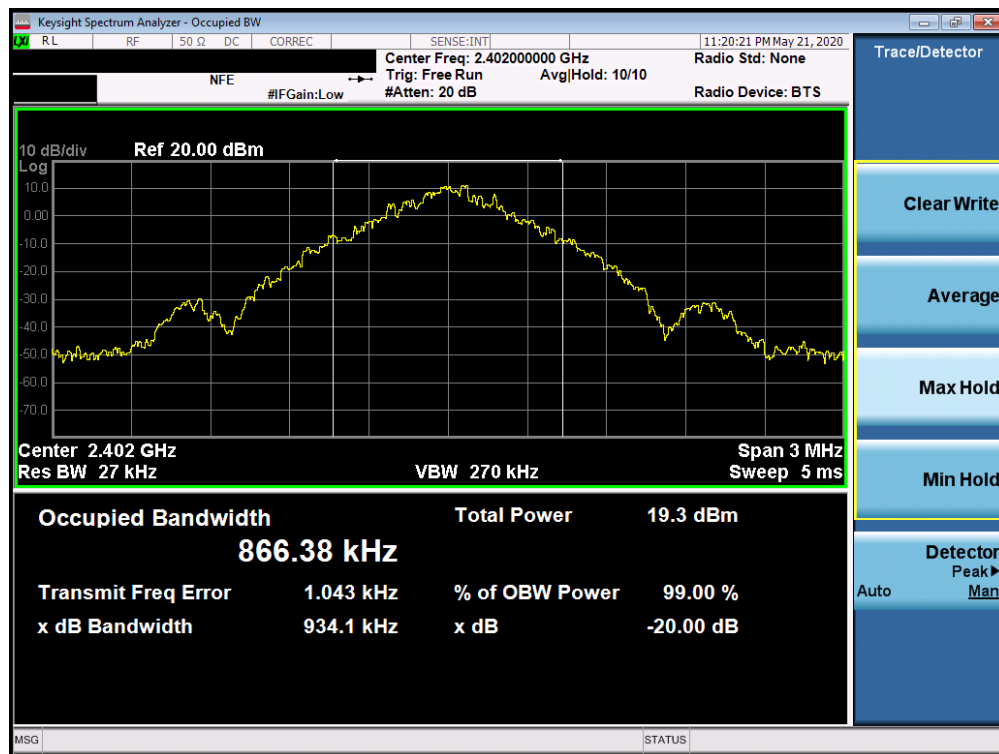 Keysight Spectrum Analyzer - Occupied BW
LXI RL RF 50 Ω DC CORREC SENSE:INT 11:20:21 PM May 21, 2020
Center Freq: 2.402000000 GHz Radio Std: None
NFE Trig: Free Run Avg|Hold: 10/10
#IFGain:Low #Atten: 20 dB Radio Device: BTS
10 dB/div Ref 20.00 dBm
Log
10.0
0.00
-10.0
-20.0
-30.0
-40.0
-50.0
-60.0
-70.0
Center 2.402 GHz Span 3 MHz
Res BW 27 kHz VBW 270 kHz Sweep 5 ms
Occupied Bandwidth Total Power 19.3 dBm
866.38 kHz
Transmit Freq Error 1.043 kHz % of OBW Power 99.00 %
x dB Bandwidth 934.1 kHz x dB -20.00 dB
MSG STATUS
Trace/Detector
Clear Write
Average
Max Hold
Min Hold
Detector
Peak▶
Auto Man